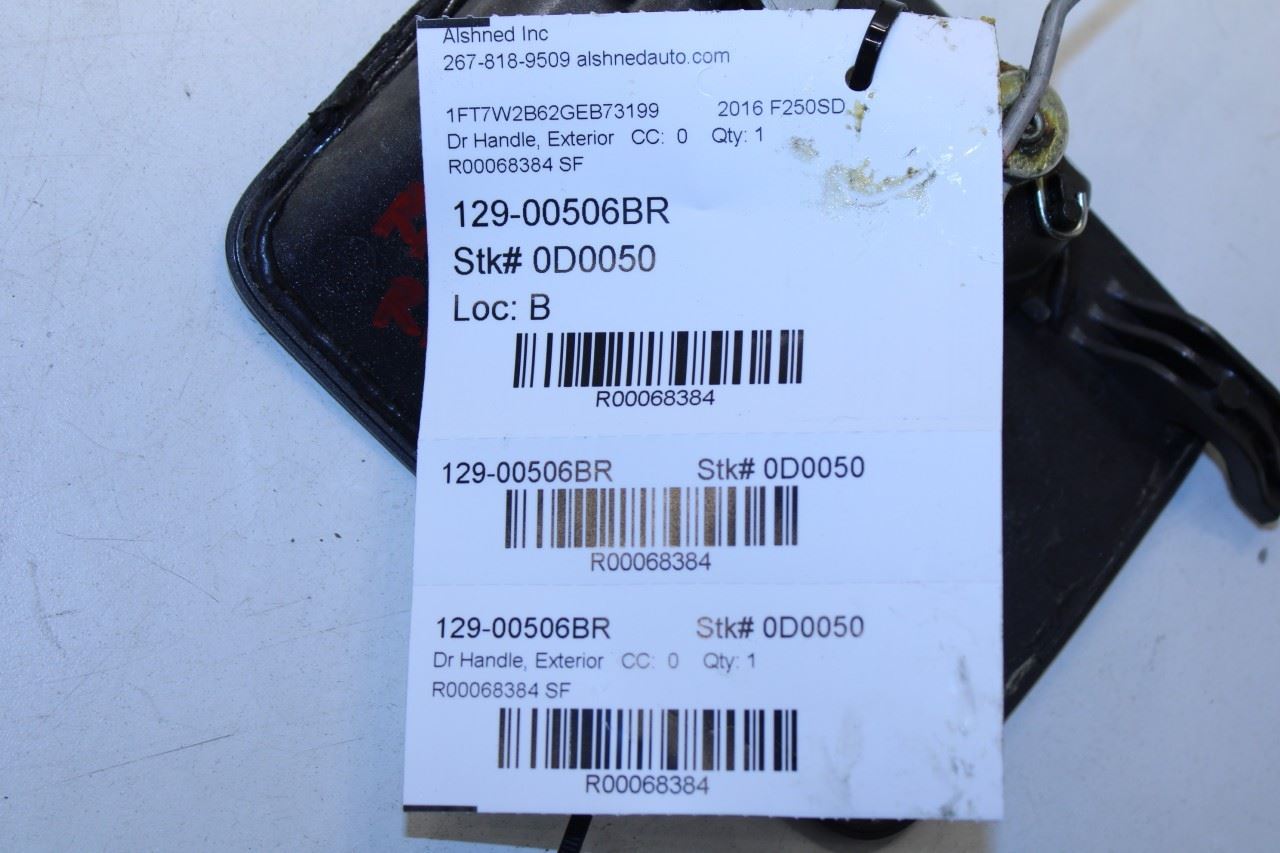 Alshned Inc
267-818-9509 alshnedauto.com
1FT7W2B62GEB73199 2016 F250SD
Dr Handle, Exterior CC: 0 Qty: 1
R00068384 SF
129-00506BR
Stk# 0D0050
Loc: B
R00068384
129-00506BR Stk# 0D0050
R00068384
129-00506BR Stk# 0D0050
Dr Handle, Exterior CC: 0 Qty: 1
R00068384 SF
R00068384